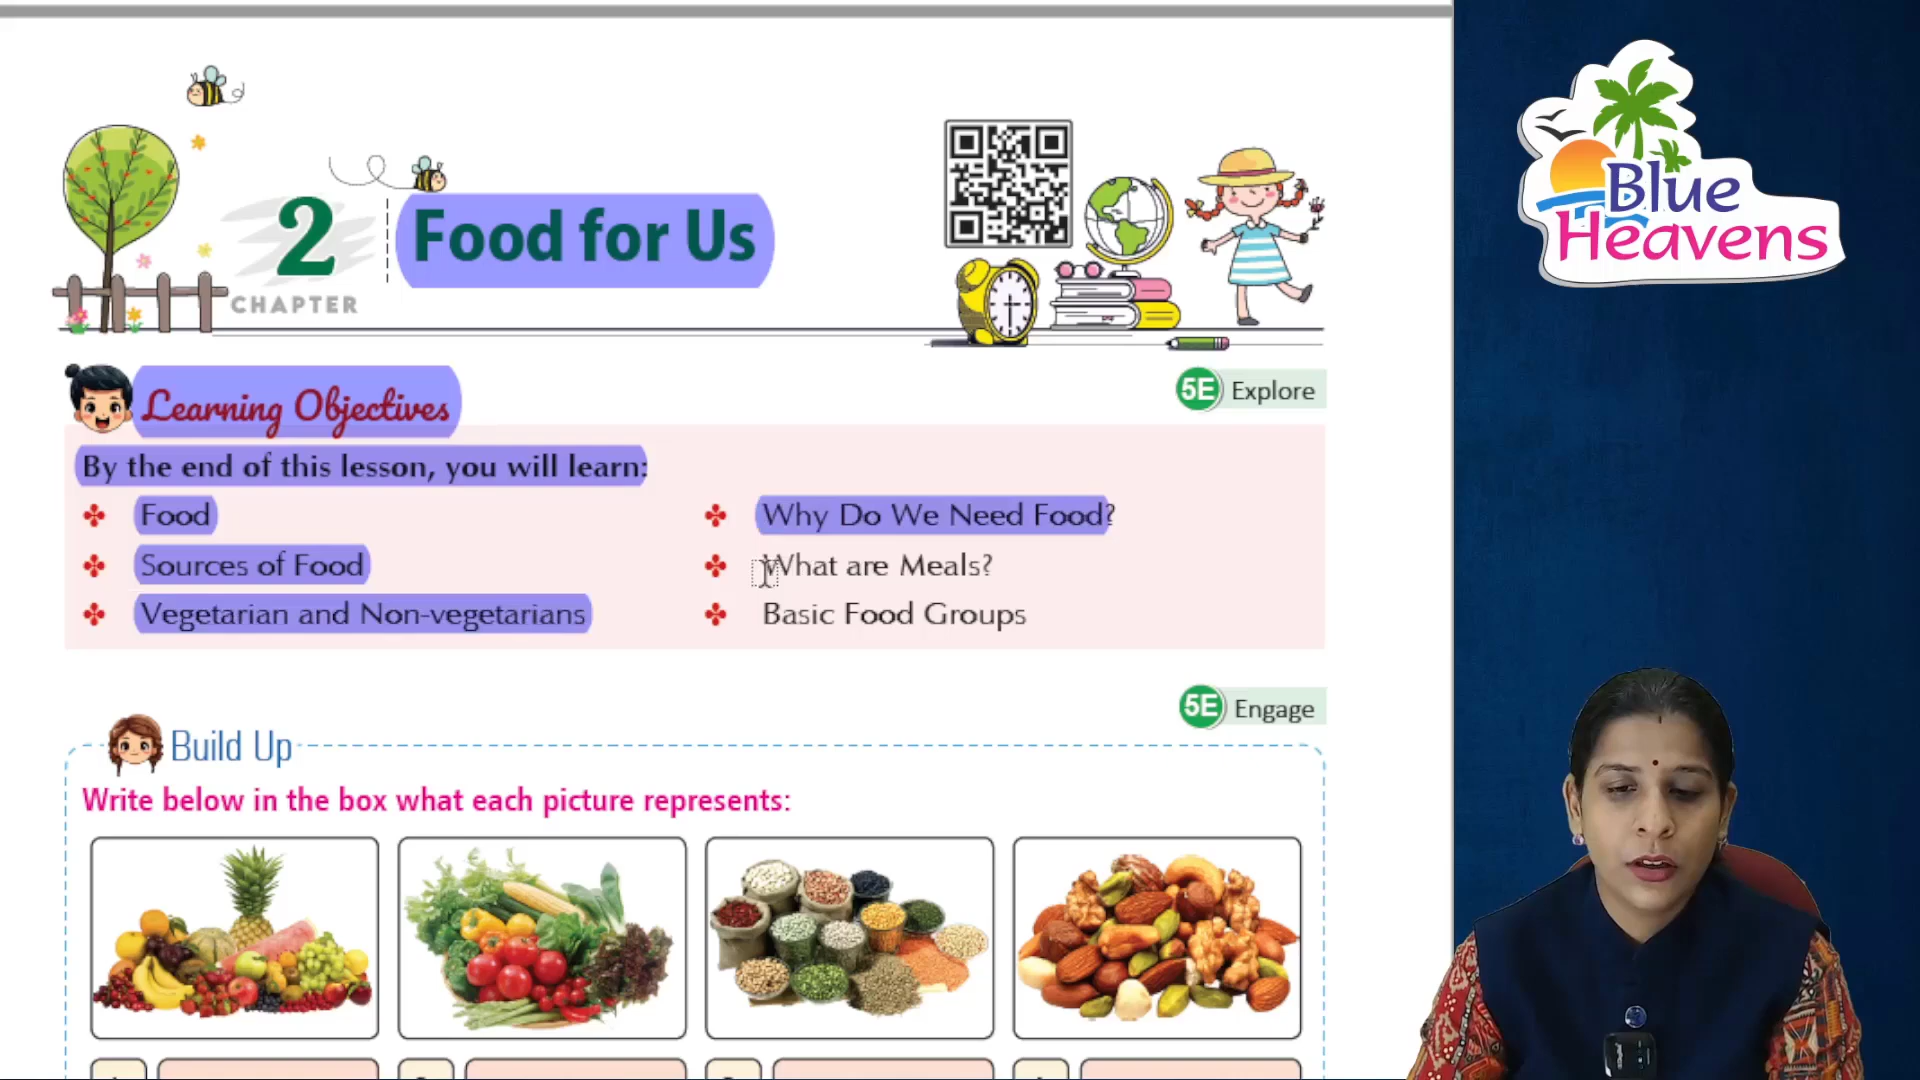 2
CHAPTER
Food for Us
Blue
Heavens
Learning Objectives
5E Explore
By the end of this lesson, you will learn:
Food
Sources of Food
Vegetarian and Non-vegetarians
Why Do We Need Food?
What are Meals?
Basic Food Groups
5E Engage
Build Up
Write below in the box what each picture represents: